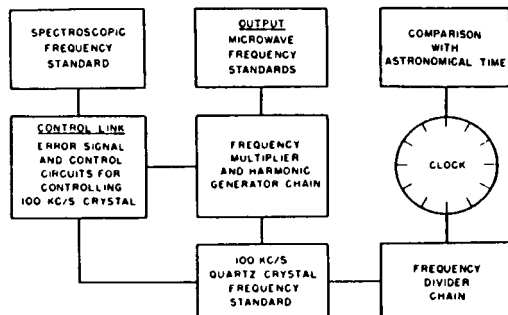 SPECTROSCOPIC
FREQUENCY
STANDARD
OUTPUT
MICROWAVE
FREQUENCY
STANDARDS
COMPARISON
WITH
ASTRONOMICAL TIME
CONTROL LINK
ERROR SIGNAL
AND CONTROL
CIRCUITS FOR
CONTROLLING
100 KC/S CRYSTAL
FREQUENCY
MULTIPLIER
AND HARMONIC
GENERATOR CHAIN
CLOCK
100 KC/S
QUARTZ CRYSTAL
FREQUENCY
STANDARD
FREQUENCY
DIVIDER
CHAIN